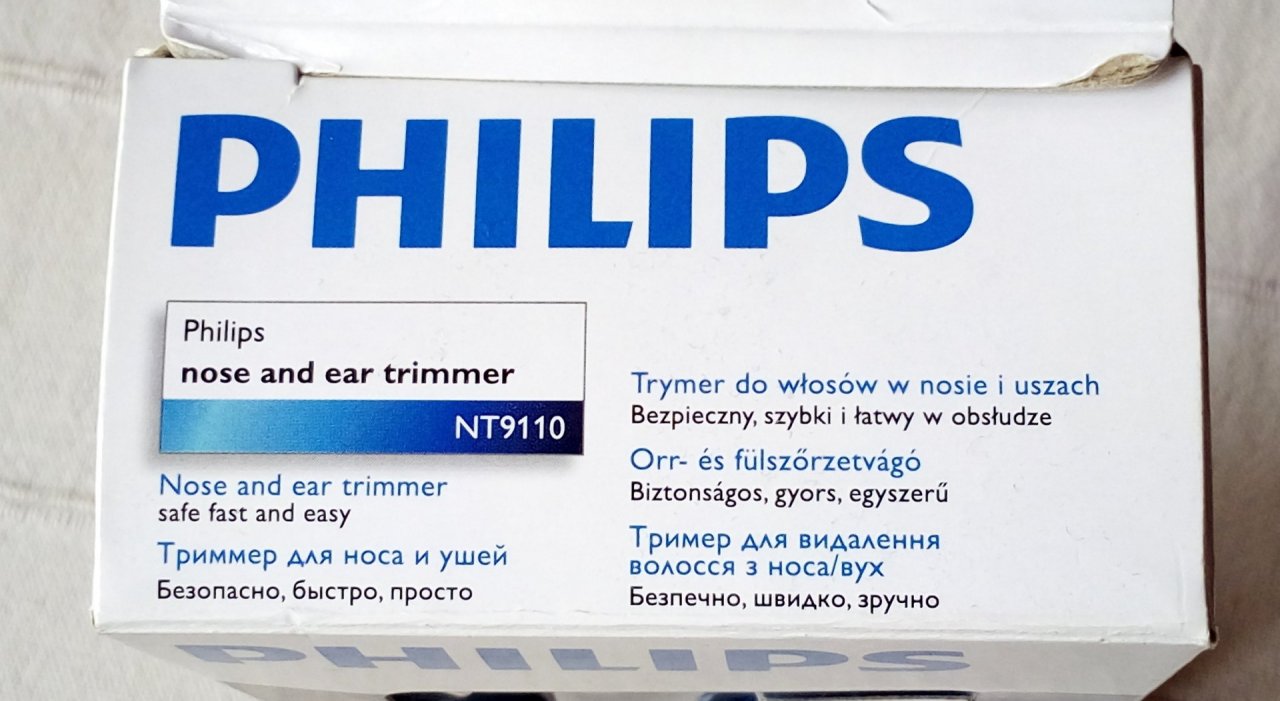 PHILIPS
Philips
nose and ear trimmer
NT9110
Nose and ear trimmer
safe fast and easy
Триммер для носа и ушей
Безопасно, быстро, просто
Trymer do włosów w nosie i uszach
Bezpieczny, szybki i łatwy w obsłudze
Orr- és fülszőrzetvágó
Biztonságos, gyors, egyszerű
Тример для видалення
волосся з носа/вух
Безпечно, швидко, зручно
PHILIPS